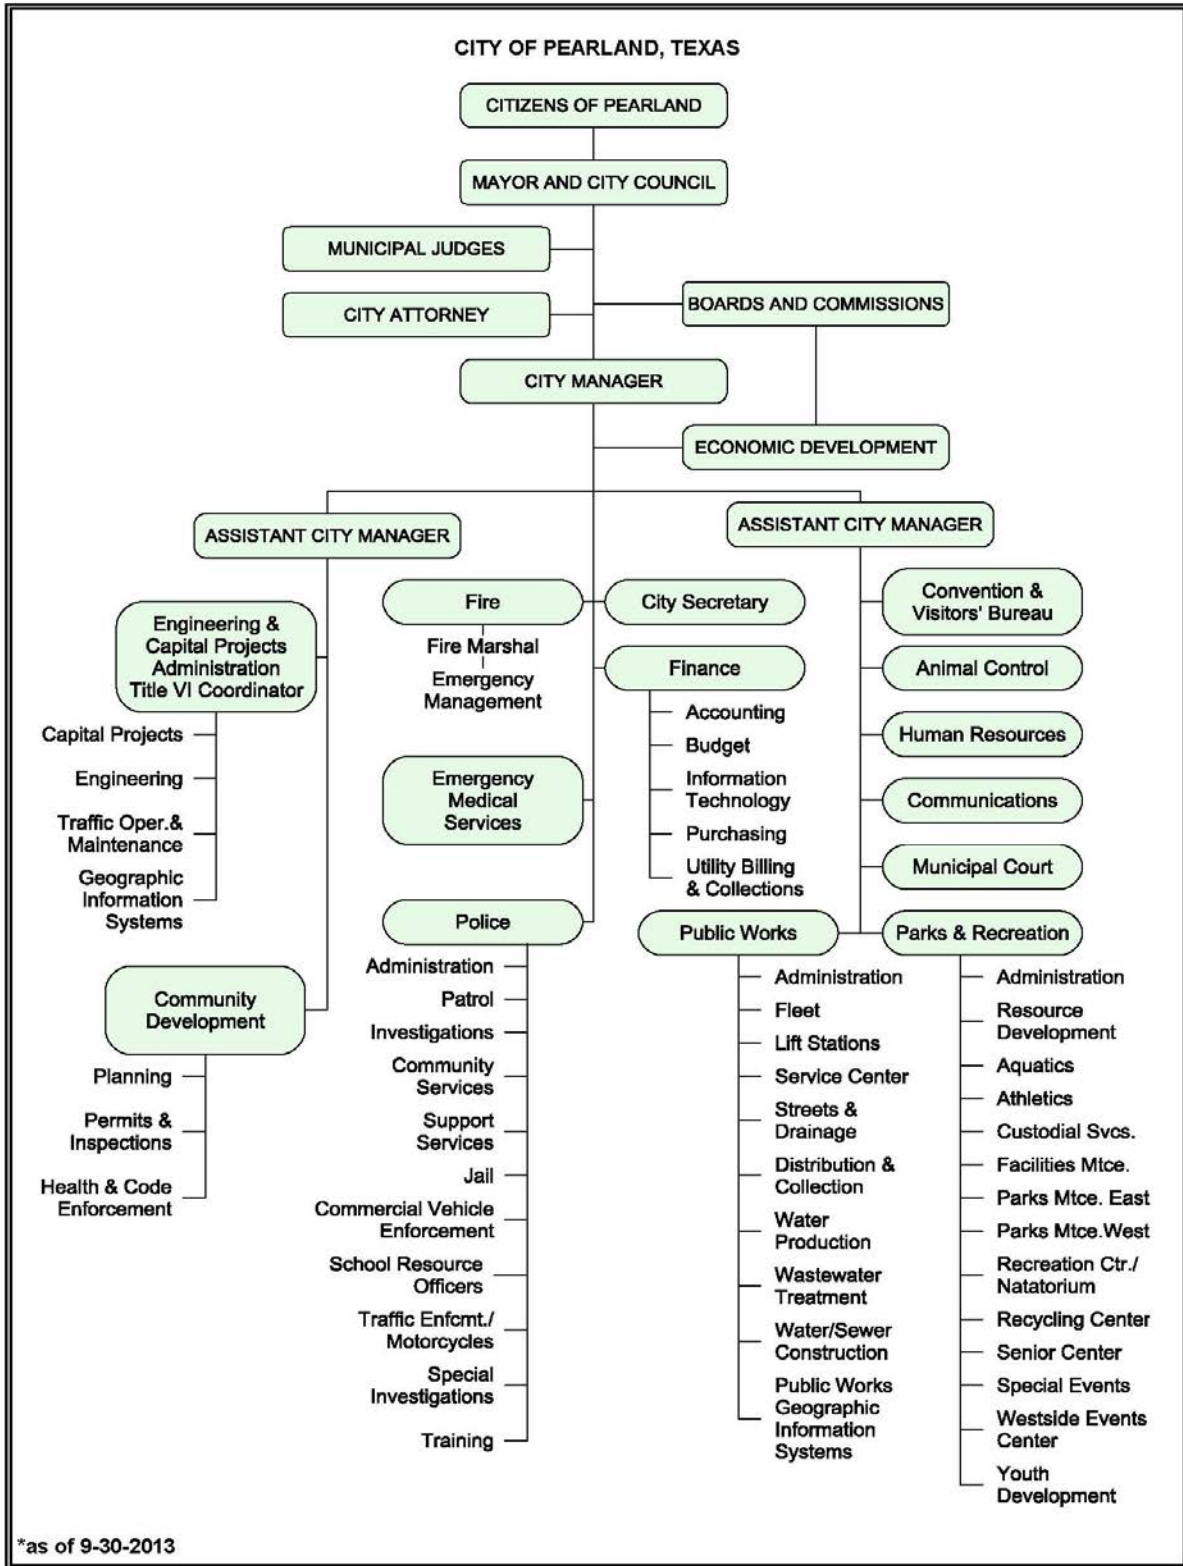 CITY OF PEARLAND, TEXAS
CITIZENS OF PEARLAND
MAYOR AND CITY COUNCIL
MUNICIPAL JUDGES
BOARDS AND COMMISSIONS
CITY ATTORNEY
CITY MANAGER
ECONOMIC DEVELOPMENT
ASSISTANT CITY MANAGER
Engineering &
Capital Projects
Administration
Title VI Coordinator
Capital Projects
Engineering
Traffic Oper.&
Maintenance
Geographic
Information
Systems
Community
Development
Planning
Permits &
Inspections
Health & Code
Enforcement
Fire
Fire Marshal
Emergency
Management
Emergency
Medical
Services
Police
Administration
Patrol
Investigations
Community
Services
Support
Services
Jail
Commercial Vehicle
Enforcement
School Resource
Officers
Traffic Enfcmt./
Motorcycles
Special
Investigations
Training
City Secretary
Finance
Accounting
Budget
Information
Technology
Purchasing
Utility Billing
& Collections
ASSISTANT CITY MANAGER
Convention &
Visitors' Bureau
Animal Control
Human Resources
Communications
Municipal Court
Public Works
Administration
Fleet
Lift Stations
Service Center
Streets &
Drainage
Distribution &
Collection
Water
Production
Wastewater
Treatment
Water/Sewer
Construction
Public Works
Geographic
Information
Systems
Parks & Recreation
Administration
Resource
Development
Aquatics
Athletics
Custodial Svcs.
Facilities Mtce.
Parks Mtce. East
Parks Mtce.West
Recreation Ctr./
Natatorium
Recycling Center
Senior Center
Special Events
Westside Events
Center
Youth
Development
*as of 9-30-2013